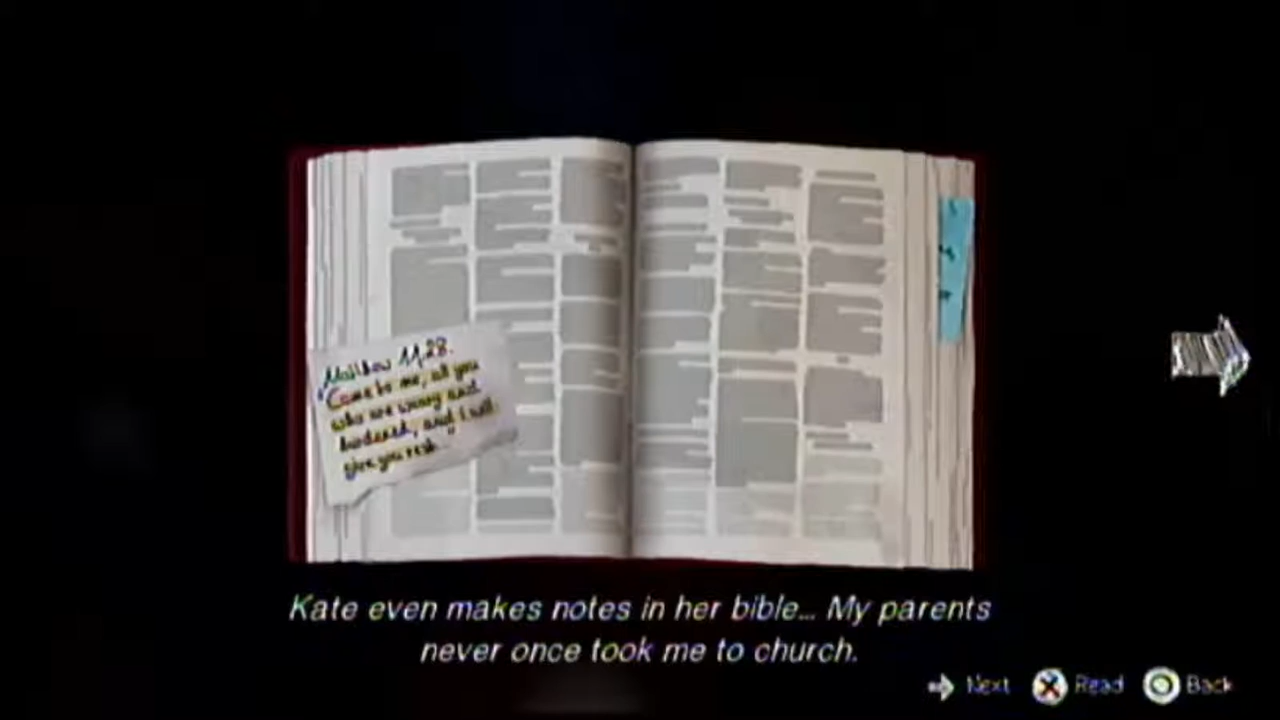 Matthew 11,28.
"Come to me, all you
who are weary and
burdened, and I will
give you rest."
Kate even makes notes in her bible... My parents
never once took me to church.
Next Read Back